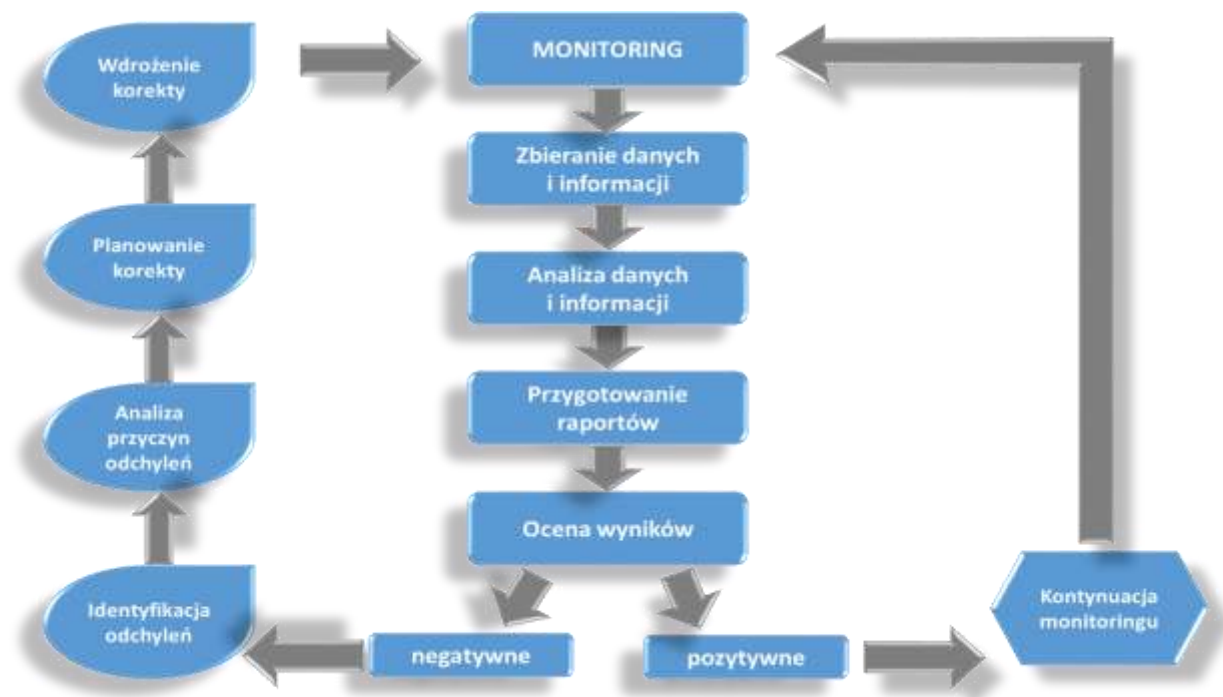 Wdrożenie
korekty
MONITORING
Zbieranie danych
i informacji
Planowanie
korekty
Analiza danych
i informacji
Analiza
przyczyn
odchyleń
Przygotowanie
raportów
Ocena wyników
Identyfikacja
odchyleń
negatywne
pozytywne
Kontynuacja
monitoringu